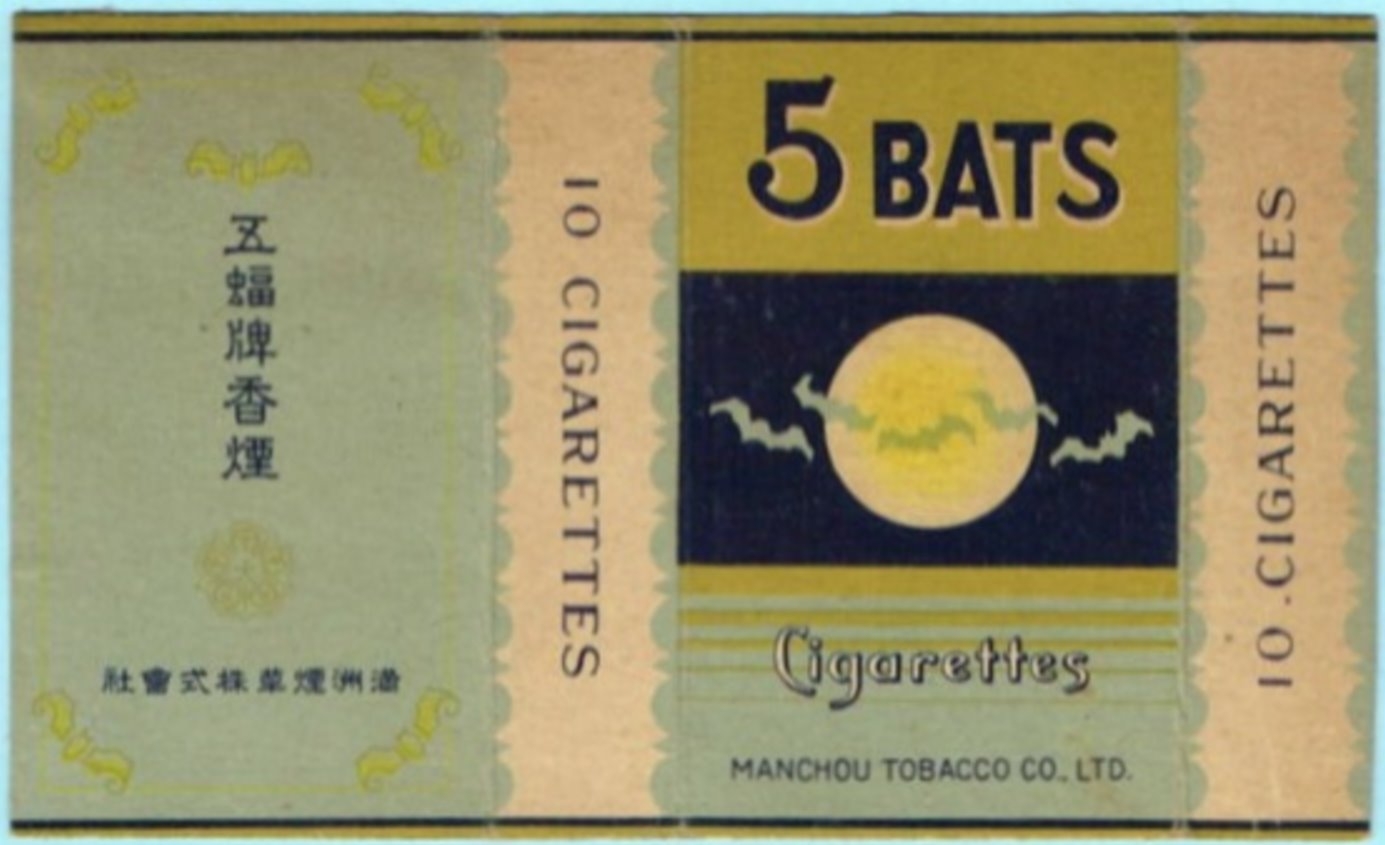 五蝠牌香煙
滿洲煙草株式會社
10 CIGARETTES
5 BATS
Cigarettes
MANCHOU TOBACCO CO., LTD.
10 CIGARETTES